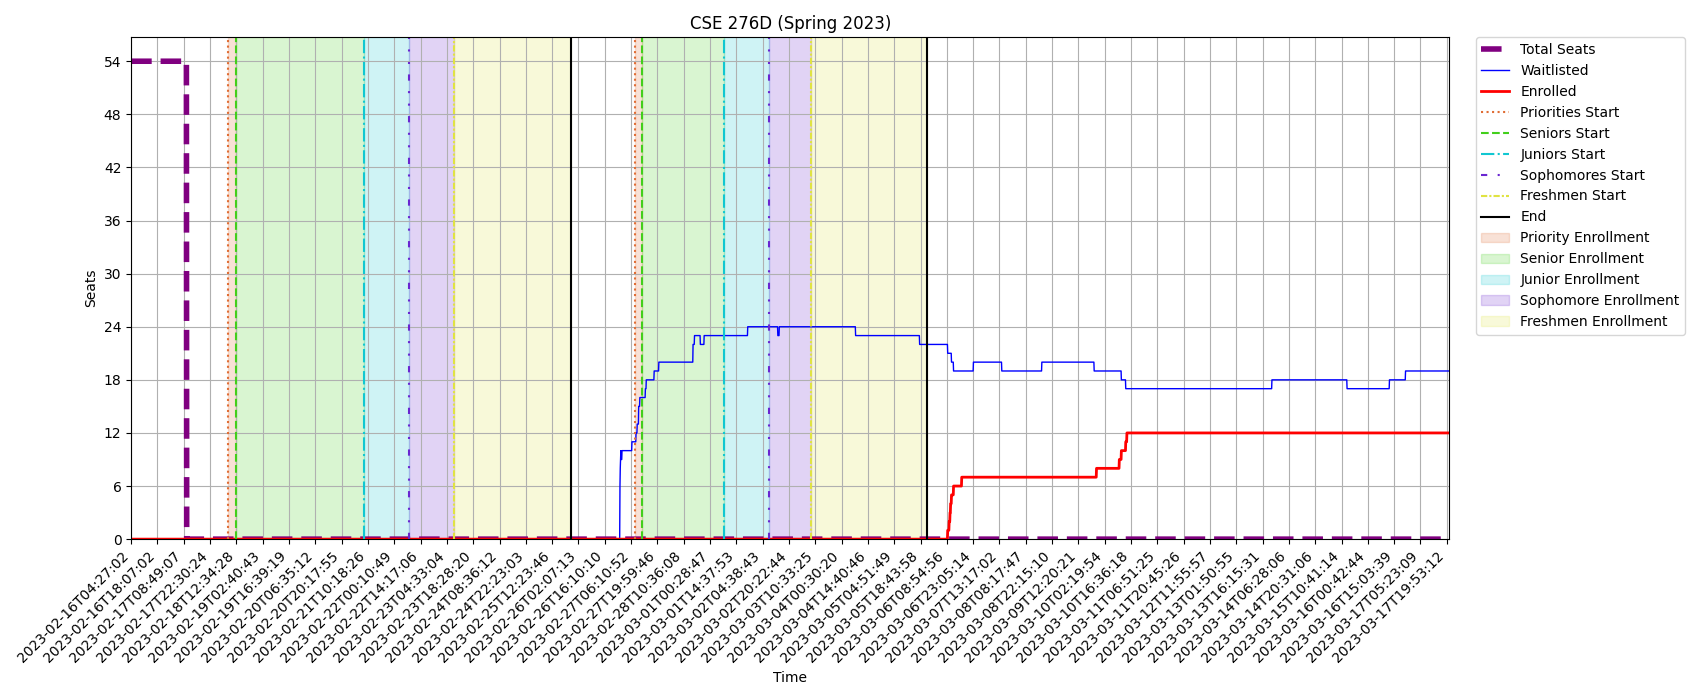 CSE 276D (Spring 2023)
Total Seats
Waitlisted
Enrolled
Priorities Start
Seniors Start
Juniors Start
Sophomores Start
Freshmen Start
End
Priority Enrollment
Senior Enrollment
Junior Enrollment
Sophomore Enrollment
Freshmen Enrollment
Seats
54
48
42
36
30
24
18
12
6
0
2023-02-16T04:27:02
2023-02-16T18:07:02
2023-02-17T08:49:07
2023-02-17T22:30:24
2023-02-18T12:34:28
2023-02-19T02:40:43
2023-02-19T16:39:19
2023-02-20T06:35:12
2023-02-20T20:17:55
2023-02-21T10:18:26
2023-02-22T00:10:49
2023-02-22T14:17:06
2023-02-23T04:33:04
2023-02-23T18:28:20
2023-02-24T08:36:12
2023-02-24T22:23:03
2023-02-25T12:23:46
2023-02-26T02:07:13
2023-02-26T16:10:10
2023-02-27T06:10:52
2023-02-27T19:59:46
2023-02-28T10:36:08
2023-03-01T00:28:47
2023-03-01T14:37:53
2023-03-02T04:38:43
2023-03-02T20:22:44
2023-03-03T10:33:25
2023-03-04T00:30:20
2023-03-04T14:40:46
2023-03-05T04:51:49
2023-03-05T18:43:58
2023-03-06T08:54:56
2023-03-06T23:05:14
2023-03-07T13:17:02
2023-03-08T08:17:47
2023-03-08T22:15:10
2023-03-09T12:20:21
2023-03-10T02:19:54
2023-03-10T16:36:18
2023-03-11T06:51:25
2023-03-11T20:45:26
2023-03-12T11:55:57
2023-03-13T01:50:55
2023-03-13T16:15:31
2023-03-14T06:28:06
2023-03-14T20:31:06
2023-03-15T10:41:14
2023-03-16T00:42:44
2023-03-16T15:03:39
2023-03-17T05:23:09
2023-03-17T19:53:12
Time